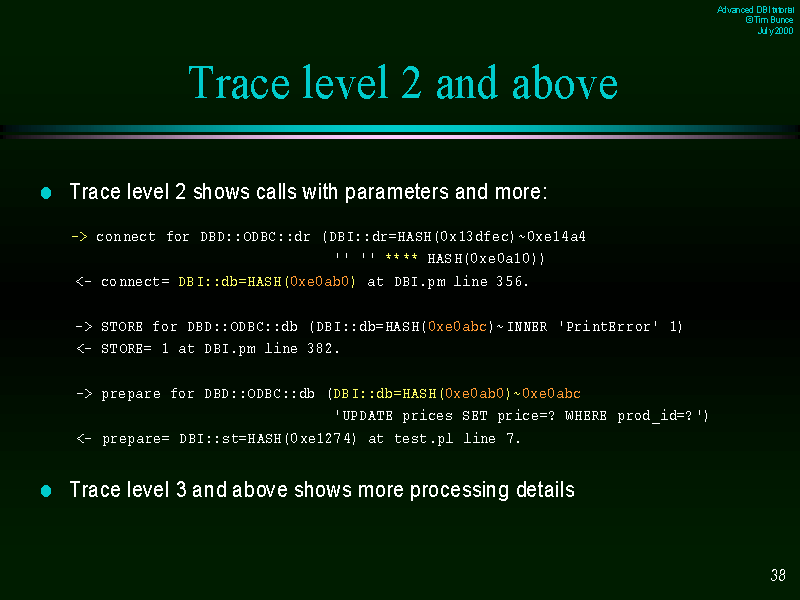 Advanced DBI tutorial
© Tim Bunce
July 2000
Trace level 2 and above
Trace level 2 shows calls with parameters and more:
-> connect for DBD::ODBC::dr (DBI::dr=HASH(0x13dfec)~0xe14a4
'' '' **** HASH(0xe0a10))
<- connect= DBI::db=HASH(0xe0ab0) at DBI.pm line 356.
-> STORE for DBD::ODBC::db (DBI::db=HASH(0xe0abc)~INNER 'PrintError' 1)
<- STORE= 1 at DBI.pm line 382.
-> prepare for DBD::ODBC::db (DBI::db=HASH(0xe0ab0)~0xe0abc
'UPDATE prices SET price=? WHERE prod_id=?')
<- prepare= DBI::st=HASH(0xe1274) at test.pl line 7.
Trace level 3 and above shows more processing details
38